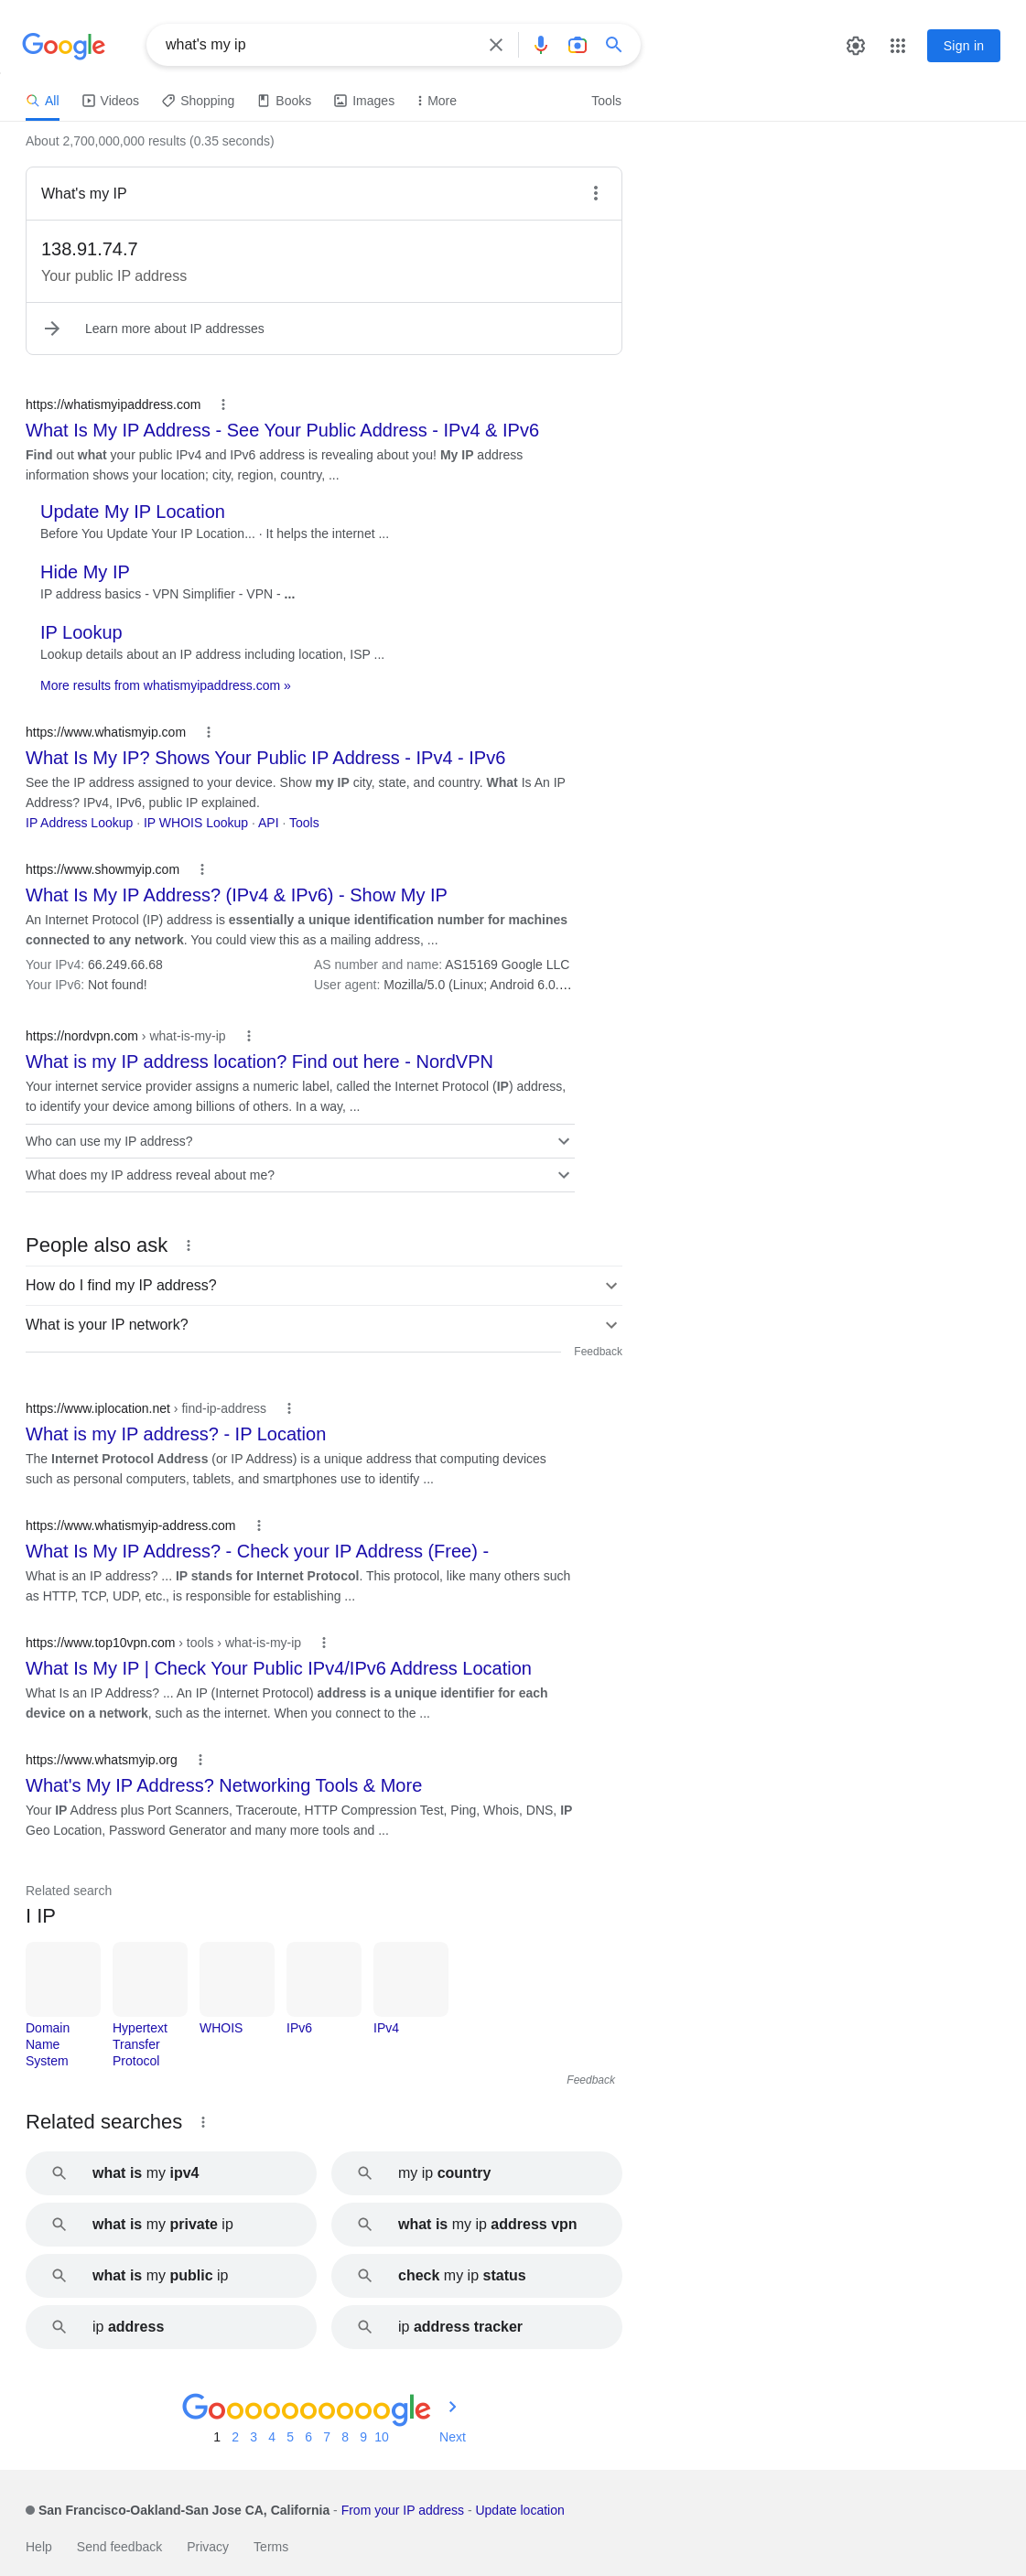 Google
what's my ip
Sign in
All Videos Shopping Books Images More Tools
About 2,700,000,000 results (0.35 seconds)
What's my IP
138.91.74.7
Your public IP address
Learn more about IP addresses
https://whatismyipaddress.com
What Is My IP Address - See Your Public Address - IPv4 & IPv6
Find out what your public IPv4 and IPv6 address is revealing about you! My IP address
information shows your location; city, region, country, ...
Update My IP Location
Before You Update Your IP Location... · It helps the internet ...
Hide My IP
IP address basics - VPN Simplifier - VPN - ...
IP Lookup
Lookup details about an IP address including location, ISP ...
More results from whatismyipaddress.com »
https://www.whatismyip.com
What Is My IP? Shows Your Public IP Address - IPv4 - IPv6
See the IP address assigned to your device. Show my IP city, state, and country. What Is An IP
Address? IPv4, IPv6, public IP explained.
IP Address Lookup · IP WHOIS Lookup · API · Tools
https://www.showmyip.com
What Is My IP Address? (IPv4 & IPv6) - Show My IP
An Internet Protocol (IP) address is essentially a unique identification number for machines
connected to any network. You could view this as a mailing address, ...
Your IPv4: 66.249.66.68 AS number and name: AS15169 Google LLC
Your IPv6: Not found! User agent: Mozilla/5.0 (Linux; Android 6.0.…
https://nordvpn.com › what-is-my-ip
What is my IP address location? Find out here - NordVPN
Your internet service provider assigns a numeric label, called the Internet Protocol (IP) address,
to identify your device among billions of others. In a way, ...
Who can use my IP address?
What does my IP address reveal about me?
People also ask
How do I find my IP address?
What is your IP network?
Feedback
https://www.iplocation.net › find-ip-address
What is my IP address? - IP Location
The Internet Protocol Address (or IP Address) is a unique address that computing devices
such as personal computers, tablets, and smartphones use to identify ...
https://www.whatismyip-address.com
What Is My IP Address? - Check your IP Address (Free) -
What is an IP address? ... IP stands for Internet Protocol. This protocol, like many others such
as HTTP, TCP, UDP, etc., is responsible for establishing ...
https://www.top10vpn.com › tools › what-is-my-ip
What Is My IP | Check Your Public IPv4/IPv6 Address Location
What Is an IP Address? ... An IP (Internet Protocol) address is a unique identifier for each
device on a network, such as the internet. When you connect to the ...
https://www.whatsmyip.org
What's My IP Address? Networking Tools & More
Your IP Address plus Port Scanners, Traceroute, HTTP Compression Test, Ping, Whois, DNS, IP
Geo Location, Password Generator and many more tools and ...
Related search
I IP
Domain Name System
Hypertext Transfer Protocol
WHOIS
IPv6
IPv4
Feedback
Related searches
what is my ipv4
my ip country
what is my private ip
what is my ip address vpn
what is my public ip
check my ip status
ip address
ip address tracker
Goooooooooogle
1 2 3 4 5 6 7 8 9 10 Next
San Francisco-Oakland-San Jose CA, California - From your IP address - Update location
Help Send feedback Privacy Terms